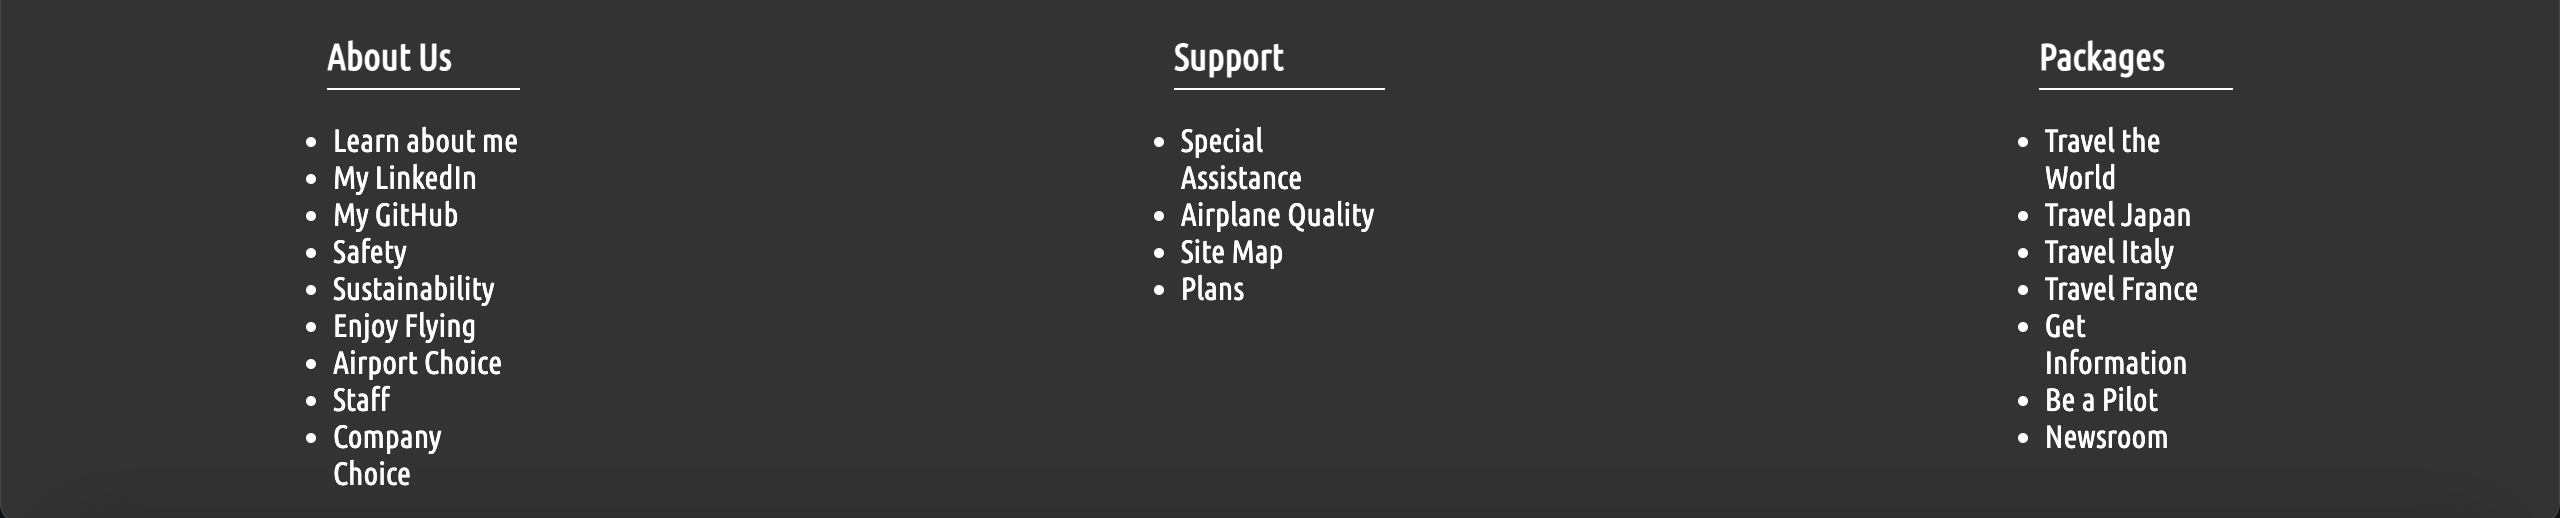 About Us
Learn about me
My LinkedIn
My GitHub
Safety
Sustainability
Enjoy Flying
Airport Choice
Staff
Company
Choice
Support
Special
Assistance
Airplane Quality
Site Map
Plans
Packages
Travel the
World
Travel Japan
Travel Italy
Travel France
Get
Information
Be a Pilot
Newsroom